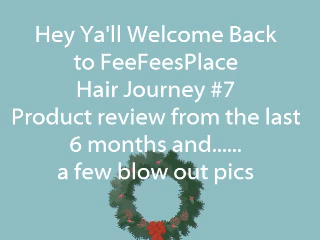 Hey Ya'll Welcome Back
to FeeFeesPlace
Hair Journey #7
Product review from the last
6 months and......
a few blow out pics